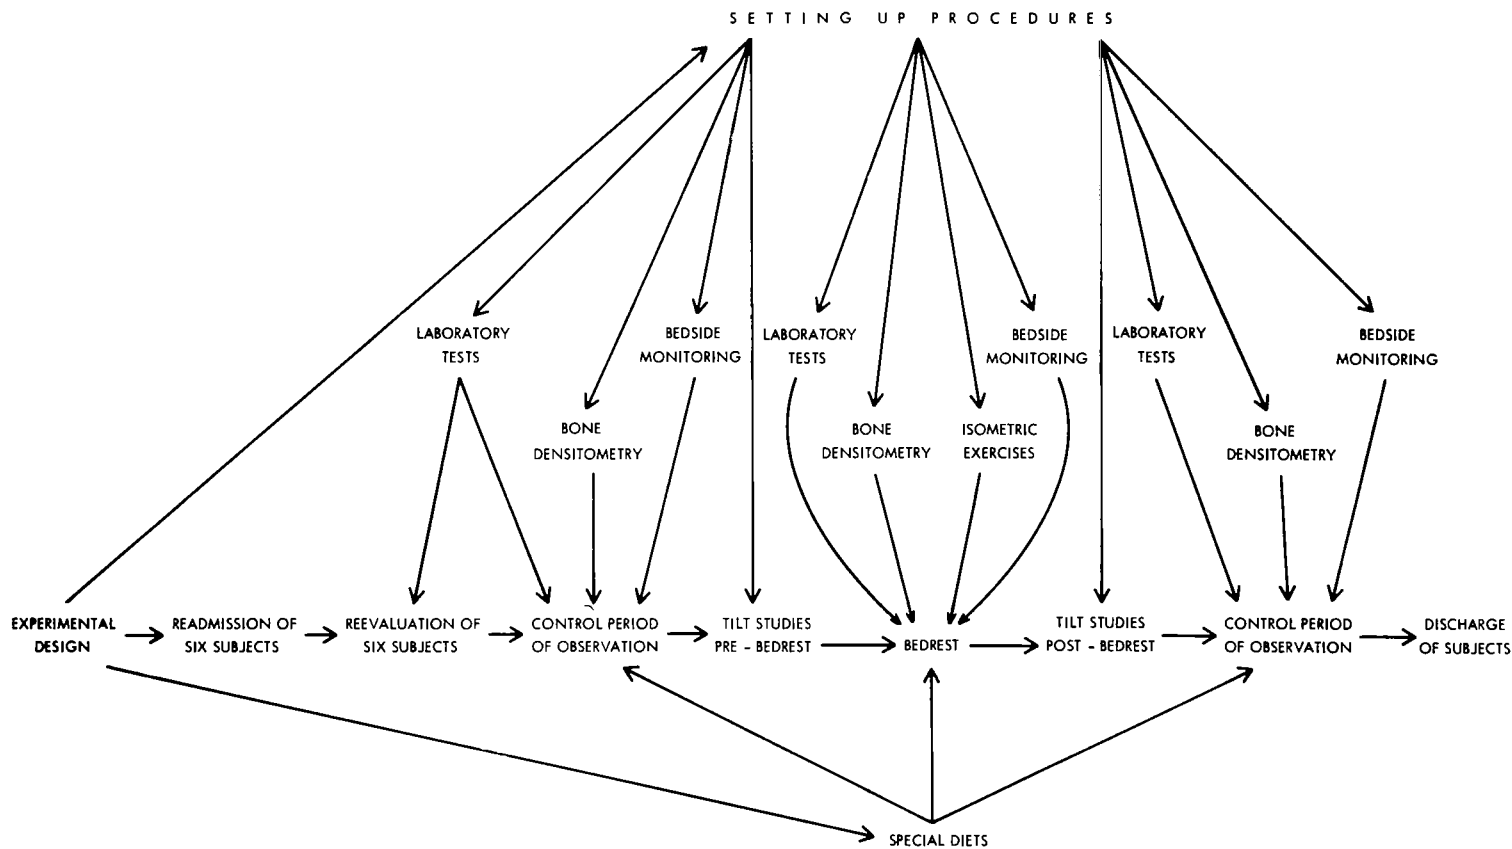 SETTING UP PROCEDURES
LABORATORY
TESTS
BEDSIDE
MONITORING
LABORATORY
TESTS
BEDSIDE
MONITORING
LABORATORY
TESTS
BEDSIDE
MONITORING
BONE
DENSITOMETRY
BONE
DENSITOMETRY
ISOMETRIC
EXERCISES
BONE
DENSITOMETRY
EXPERIMENTAL
DESIGN
READMISSION OF
SIX SUBJECTS
REEVALUATION OF
SIX SUBJECTS
CONTROL PERIOD
OF OBSERVATION
TILT STUDIES
PRE - BEDREST
BEDREST
TILT STUDIES
POST - BEDREST
CONTROL PERIOD
OF OBSERVATION
DISCHARGE
OF SUBJECTS
SPECIAL DIETS